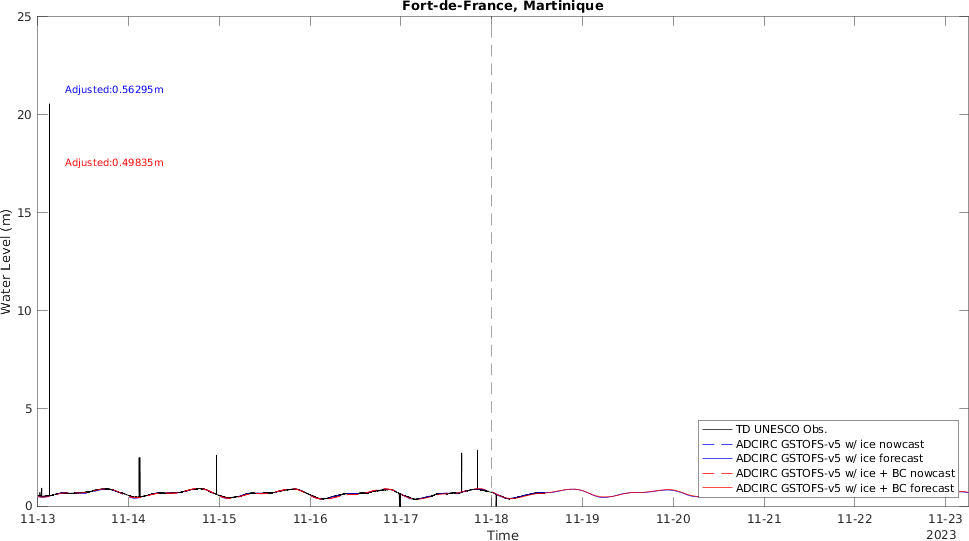 Fort-de-France, Martinique
25
20
15
10
5
0
Water Level (m)
Adjusted:0.56295m
Adjusted:0.49835m
TD UNESCO Obs.
ADCIRC GSTOFS-v5 w/ ice nowcast
ADCIRC GSTOFS-v5 w/ ice forecast
ADCIRC GSTOFS-v5 w/ ice + BC nowcast
ADCIRC GSTOFS-v5 w/ ice + BC forecast
11-13 11-14 11-15 11-16 11-17 11-18 11-19 11-20 11-21 11-22 11-23
Time
2023